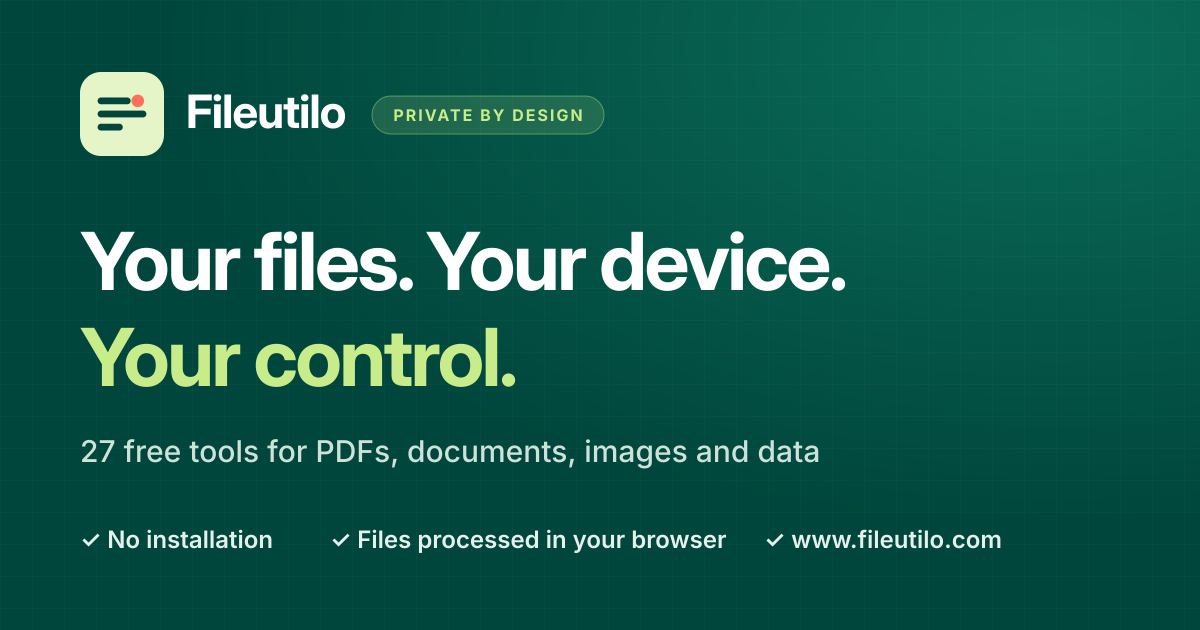 Fileutilo
PRIVATE BY DESIGN
Your files. Your device.
Your control.
27 free tools for PDFs, documents, images and data
✓ No installation
✓ Files processed in your browser
✓ www.fileutilo.com